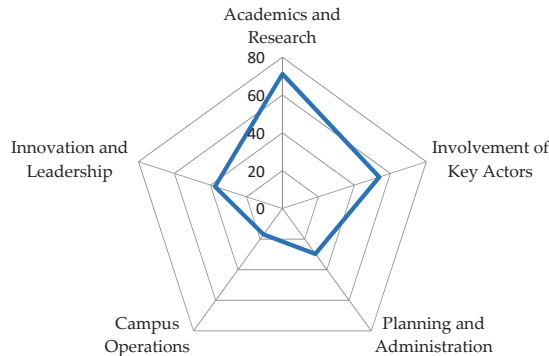 Academics and
Research
80
60
40
20
0
Involvement of
Key Actors
Planning and
Administration
Campus
Operations
Innovation and
Leadership